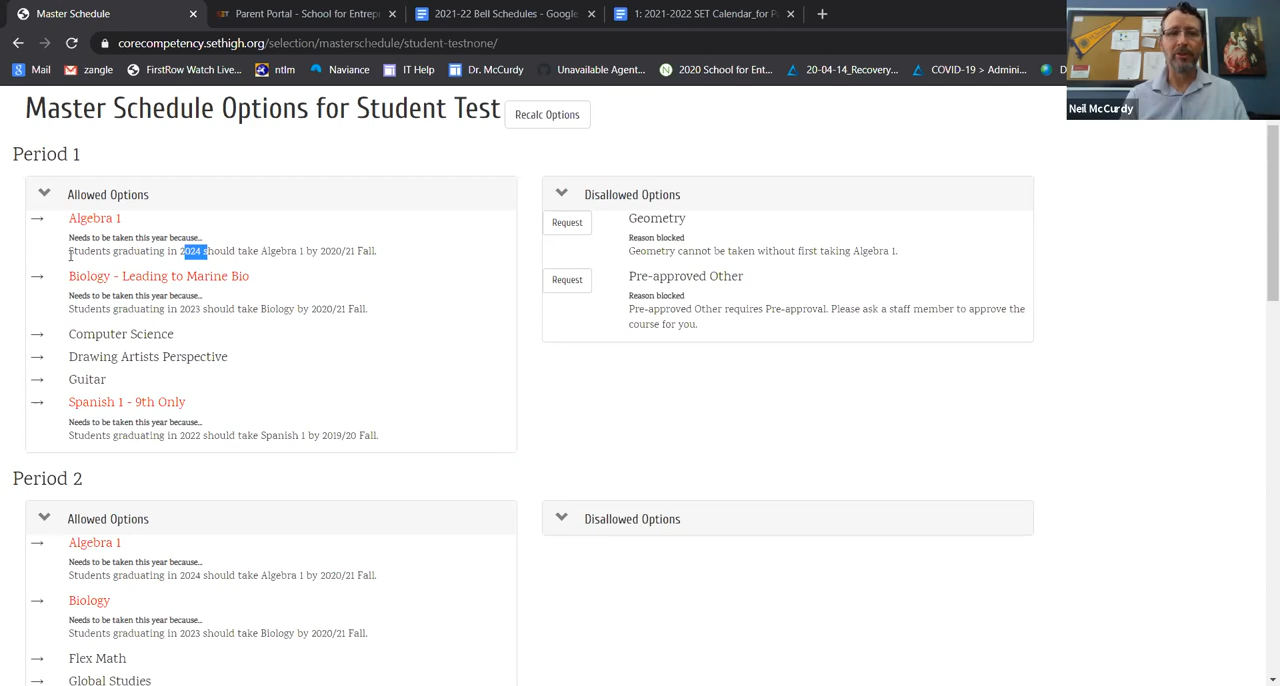 Master Schedule
Parent Portal - School for Entrepr
2021-22 Bell Schedules - Google
1: 2021-2022 SET Calendar_for P
corecompetency.sethigh.org/selection/masterschedule/student-testnone/
Mail
zangle
FirstRow Watch Live...
ntlm
Naviance
IT Help
Dr. McCurdy
Unavailable Agent...
2020 School for Ent...
20-04-14_Recovery...
COVID-19 > Admini...
Neil McCurdy
Master Schedule Options for Student Test
Recalc Options
Period 1
Allowed Options
Algebra 1
Needs to be taken this year because...
Students graduating in 2024 should take Algebra 1 by 2020/21 Fall.
Biology - Leading to Marine Bio
Needs to be taken this year because...
Students graduating in 2023 should take Biology by 2020/21 Fall.
Computer Science
Drawing Artists Perspective
Guitar
Spanish 1 - 9th Only
Needs to be taken this year because...
Students graduating in 2022 should take Spanish 1 by 2019/20 Fall.
Disallowed Options
Request
Geometry
Reason blocked
Geometry cannot be taken without first taking Algebra 1.
Request
Pre-approved Other
Reason blocked
Pre-approved Other requires Pre-approval. Please ask a staff member to approve the
course for you.
Period 2
Allowed Options
Algebra 1
Needs to be taken this year because...
Students graduating in 2024 should take Algebra 1 by 2020/21 Fall.
Biology
Needs to be taken this year because...
Students graduating in 2023 should take Biology by 2020/21 Fall.
Flex Math
Global Studies
Disallowed Options